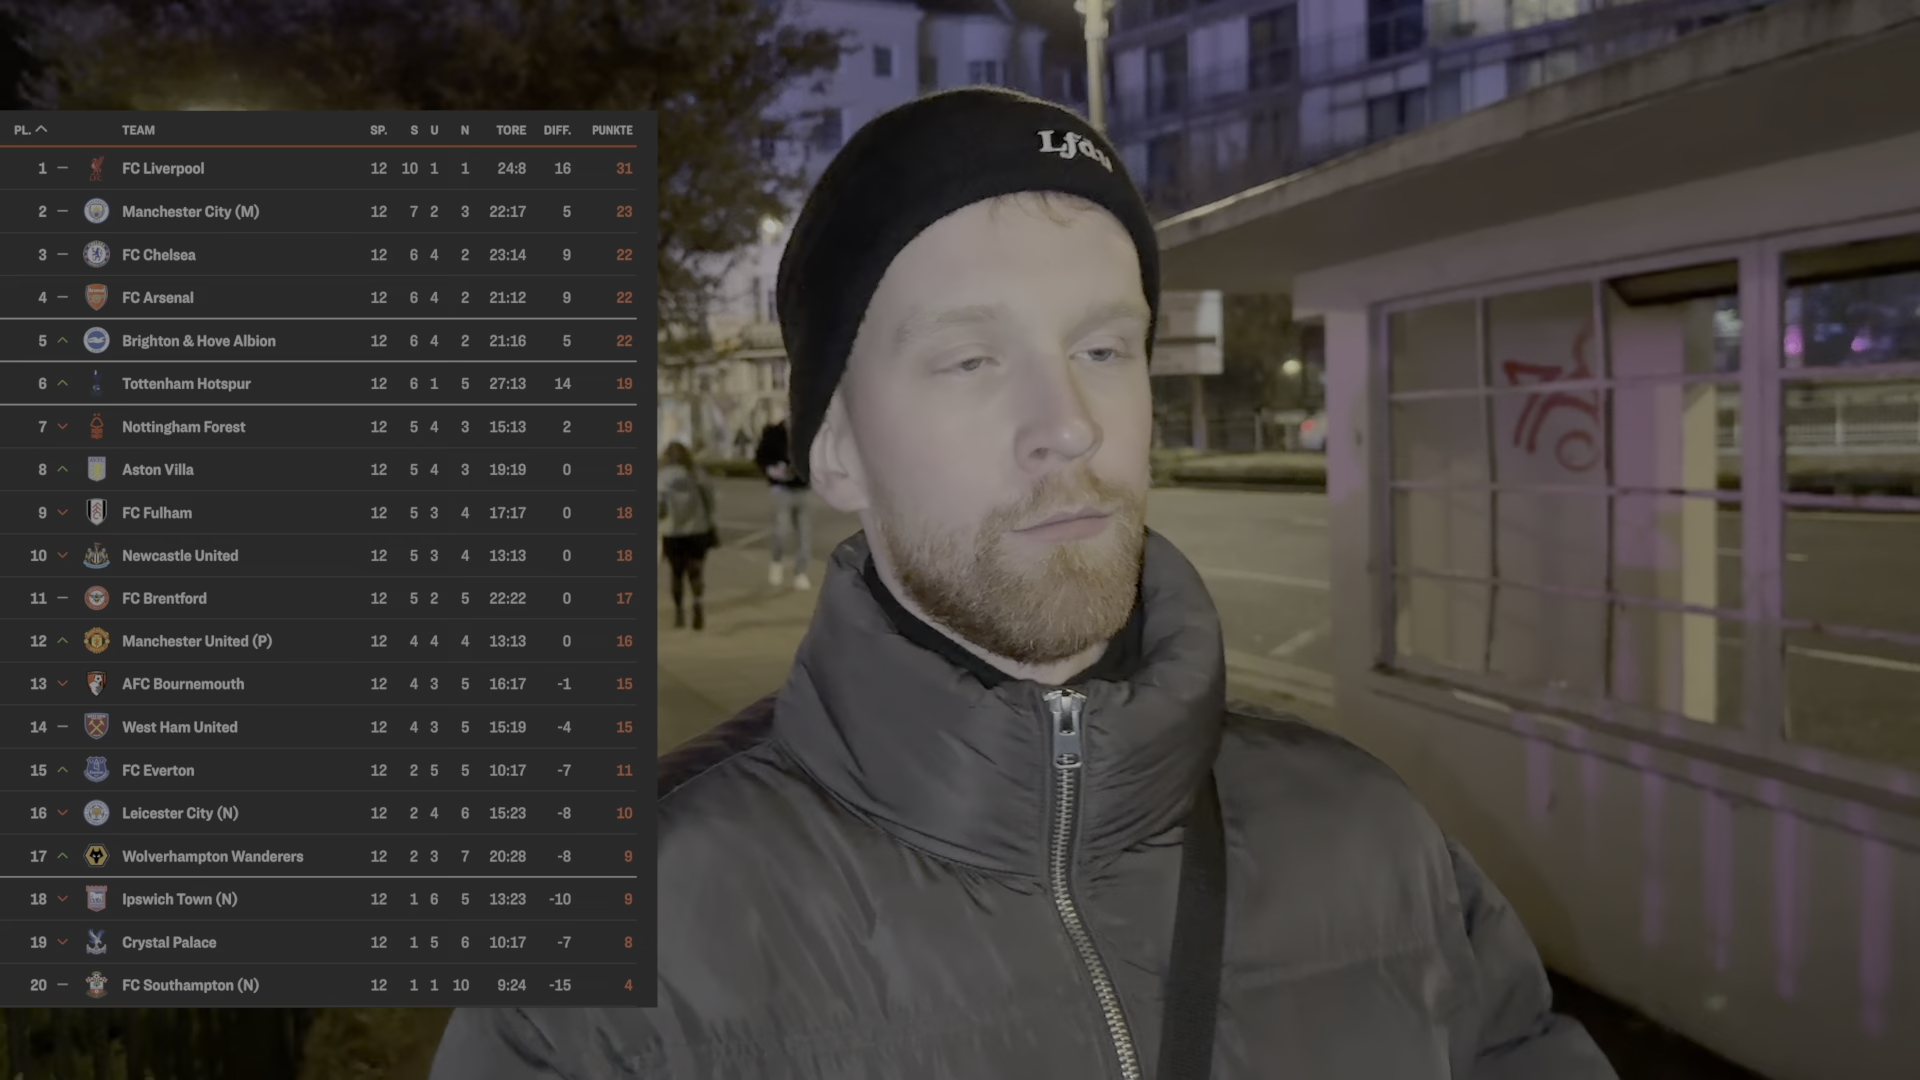 PL. TEAM SP. S U N TORE DIFF. PUNKTE
1 – FC Liverpool 12 10 1 1 24:8 16 31
2 – Manchester City (M) 12 7 2 3 22:17 5 23
3 – FC Chelsea 12 6 4 2 23:14 9 22
4 – FC Arsenal 12 6 4 2 21:12 9 22
5 Brighton & Hove Albion 12 6 4 2 21:16 5 22
6 Tottenham Hotspur 12 6 1 5 27:13 14 19
7 Nottingham Forest 12 5 4 3 15:13 2 19
8 Aston Villa 12 5 4 3 19:19 0 19
9 FC Fulham 12 5 3 4 17:17 0 18
10 Newcastle United 12 5 3 4 13:13 0 18
11 – FC Brentford 12 5 2 5 22:22 0 17
12 Manchester United (P) 12 4 4 4 13:13 0 16
13 AFC Bournemouth 12 4 3 5 16:17 -1 15
14 – West Ham United 12 4 3 5 15:19 -4 15
15 FC Everton 12 2 5 5 10:17 -7 11
16 Leicester City (N) 12 2 4 6 15:23 -8 10
17 Wolverhampton Wanderers 12 2 3 7 20:28 -8 9
18 Ipswich Town (N) 12 1 6 5 13:23 -10 9
19 Crystal Palace 12 1 5 6 10:17 -7 8
20 – FC Southampton (N) 12 1 1 10 9:24 -15 4